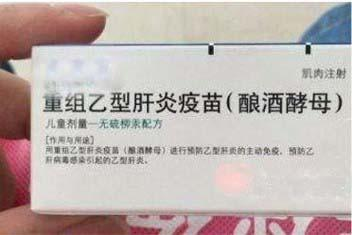 肌肉注射
重组乙型肝炎疫苗(酿酒酵母)
儿童剂量一无硫柳汞配方
[作用与用途]
用重组乙型肝炎疫苗(酿酒酵母)进行预防乙型肝炎的主动免疫,预防乙
肝病毒感染引起的乙型肝炎。